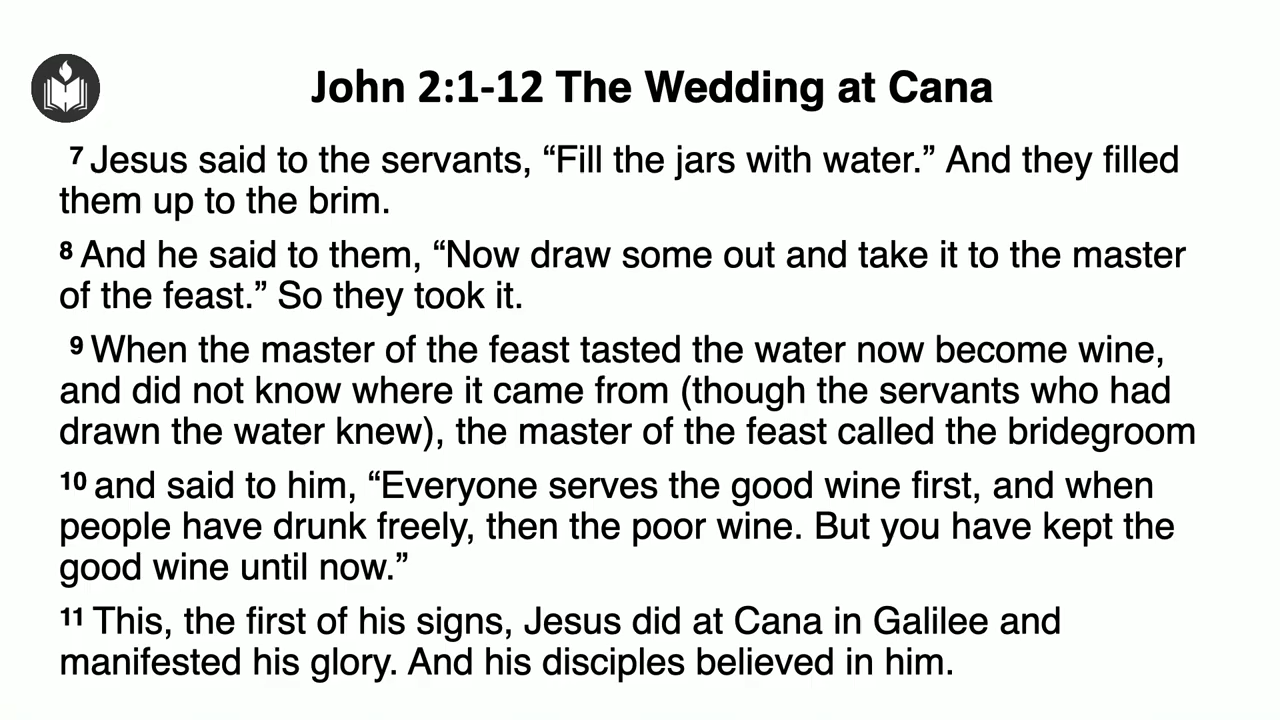 John 2:1-12 The Wedding at Cana
7 Jesus said to the servants, “Fill the jars with water.” And they filled
them up to the brim.
8 And he said to them, “Now draw some out and take it to the master
of the feast.” So they took it.
9 When the master of the feast tasted the water now become wine,
and did not know where it came from (though the servants who had
drawn the water knew), the master of the feast called the bridegroom
10 and said to him, “Everyone serves the good wine first, and when
people have drunk freely, then the poor wine. But you have kept the
good wine until now.”
11 This, the first of his signs, Jesus did at Cana in Galilee and
manifested his glory. And his disciples believed in him.